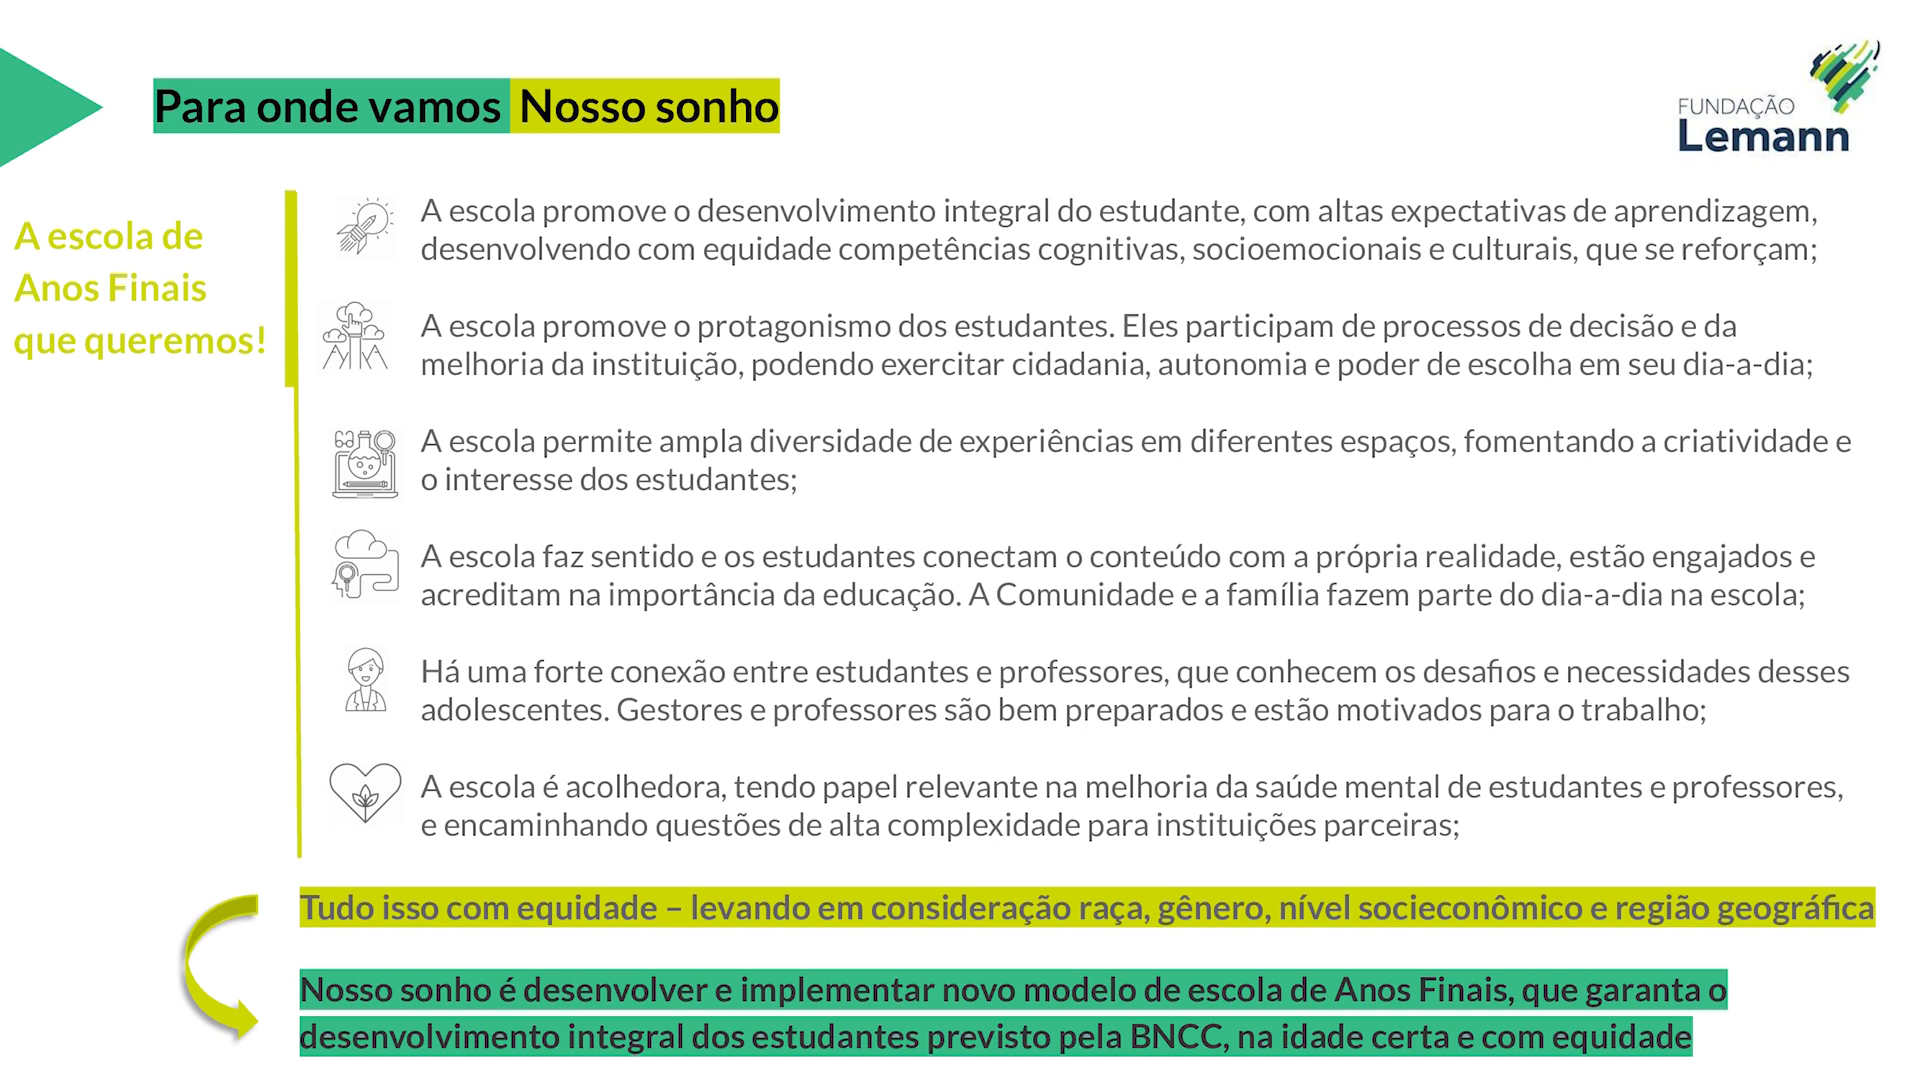 Para onde vamos Nosso sonho
FUNDAÇÃO
Lemann
A escola de
Anos Finais
que queremos!
A escola promove o desenvolvimento integral do estudante, com altas expectativas de aprendizagem,
desenvolvendo com equidade competências cognitivas, socioemocionais e culturais, que se reforçam;
A escola promove o protagonismo dos estudantes. Eles participam de processos de decisão e da
melhoria da instituição, podendo exercitar cidadania, autonomia e poder de escolha em seu dia-a-dia;
A escola permite ampla diversidade de experiências em diferentes espaços, fomentando a criatividade e
o interesse dos estudantes;
A escola faz sentido e os estudantes conectam o conteúdo com a própria realidade, estão engajados e
acreditam na importância da educação. A Comunidade e a família fazem parte do dia-a-dia na escola;
Há uma forte conexão entre estudantes e professores, que conhecem os desafios e necessidades desses
adolescentes. Gestores e professores são bem preparados e estão motivados para o trabalho;
A escola é acolhedora, tendo papel relevante na melhoria da saúde mental de estudantes e professores,
e encaminhando questões de alta complexidade para instituições parceiras;
Tudo isso com equidade – levando em consideração raça, gênero, nível socieconômico e região geográfica
Nosso sonho é desenvolver e implementar novo modelo de escola de Anos Finais, que garanta o
desenvolvimento integral dos estudantes previsto pela BNCC, na idade certa e com equidade